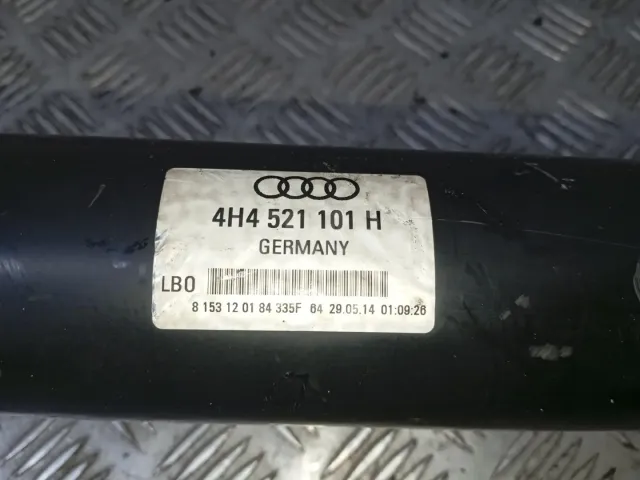 4H4 521 101 H
GERMANY
LBO
8 153 12 01 84 335F 64 29.05.14 01:09:26